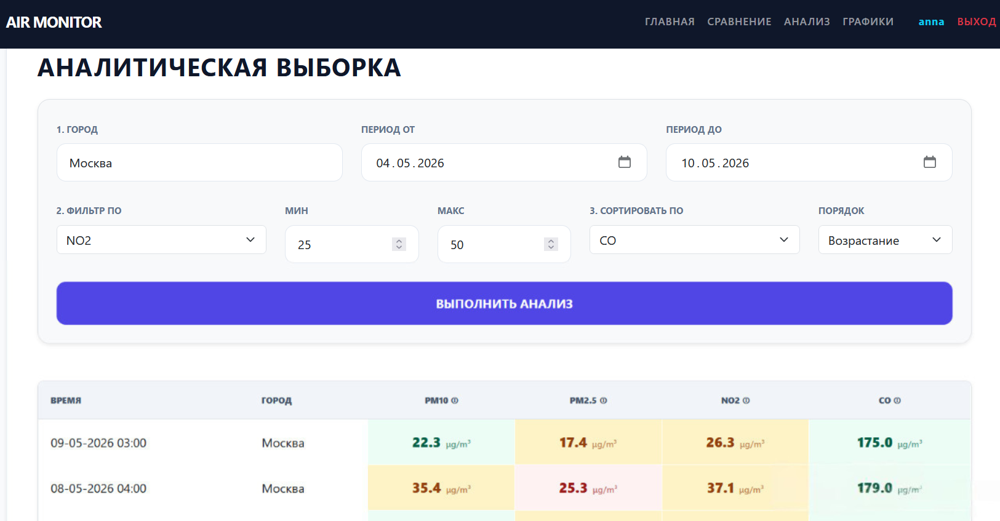 AIR MONITOR
ГЛАВНАЯ СРАВНЕНИЕ АНАЛИЗ ГРАФИКИ anna ВЫХОД
АНАЛИТИЧЕСКАЯ ВЫБОРКА
1. ГОРОД ПЕРИОД ОТ ПЕРИОД ДО
Москва 04.05.2026 10.05.2026
2. ФИЛЬТР ПО МИН МАКС 3. СОРТИРОВАТЬ ПО ПОРЯДОК
NO2 25 50 CO Возрастание
ВЫПОЛНИТЬ АНАЛИЗ
ВРЕМЯ ГОРОД PM10 PM2.5 NO2 CO
09-05-2026 03:00 Москва 22.3 µg/m³ 17.4 µg/m³ 26.3 µg/m³ 175.0 µg/m³
08-05-2026 04:00 Москва 35.4 µg/m³ 25.3 µg/m³ 37.1 µg/m³ 179.0 µg/m³